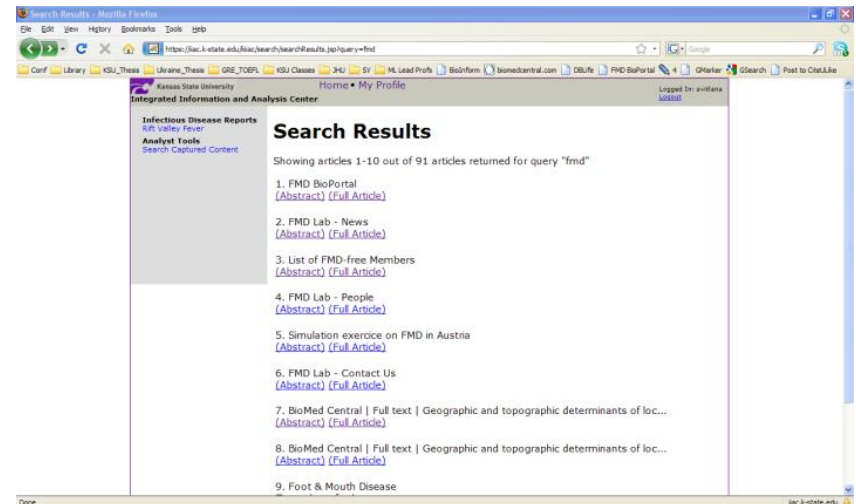 Search Results - Mozilla Firefox
File Edit View History Bookmarks Tools Help
https://iiac.k-state.edu/iisiac/search/searchResults.jsp?query=fmd
Google
Conf Library KSU_Thesis Ukraine_Thesis GRE_TOEFL KSU Classes JHU SY ML Lead Profs BioInform biomedcentral.com DBLife FMD BioPortal 4 GMarker GSearch Post to CiteULike
Kansas State University
Home • My Profile
Logged In: svitlana
Logout
Integrated Information and Analysis Center
Infectious Disease Reports
Rift Valley Fever
Analyst Tools
Search Captured Content
Search Results
Showing articles 1-10 out of 91 articles returned for query "fmd"
1. FMD BioPortal
(Abstract) (Full Article)
2. FMD Lab - News
(Abstract) (Full Article)
3. List of FMD-free Members
(Abstract) (Full Article)
4. FMD Lab - People
(Abstract) (Full Article)
5. Simulation exercice on FMD in Austria
(Abstract) (Full Article)
6. FMD Lab - Contact Us
(Abstract) (Full Article)
7. BioMed Central | Full text | Geographic and topographic determinants of loc...
(Abstract) (Full Article)
8. BioMed Central | Full text | Geographic and topographic determinants of loc...
(Abstract) (Full Article)
9. Foot & Mouth Disease
Done
iiac.k-state.edu